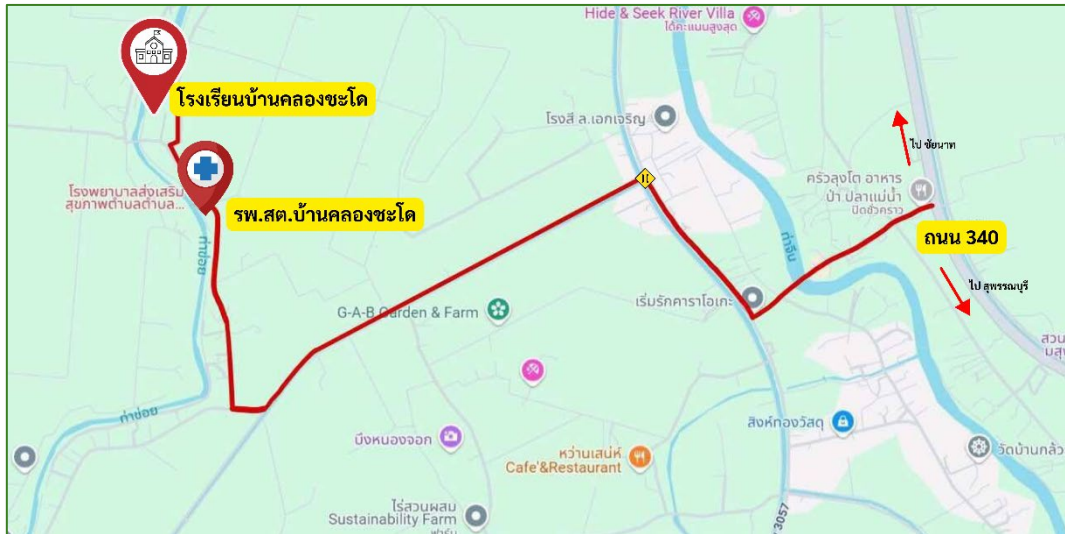 Hide & Seek River Villa
ได้คะแนนสูงสุด
โรงเรียนบ้านคลองชะโด
โรงสี ล.เอกเจริญ
ไป ชัยนาท
ครัวลุงโต อาหาร
ป่า ปลาแม่น้ำ
ปิดชั่วคราว
โรงพยาบาลส่งเสริม
สุขภาพตำบลตำบล...
รพ.สต.บ้านคลองชะโด
ถนน 340
ท่าจีน
ท่าข่อย
ไป สุพรรณบุรี
เริ่มรักคาราโอเกะ
G-A-B Garden & Farm
สวน
มสุ
ท่าข่อย
สิงห์ทองวัสดุ
บึงหนองจอก
หว่านเสน่ห์
Cafe'&Restaurant
วัดบ้านกล้ว
ไร่สวนผสม
Sustainability Farm
ฟาร์ม
3057